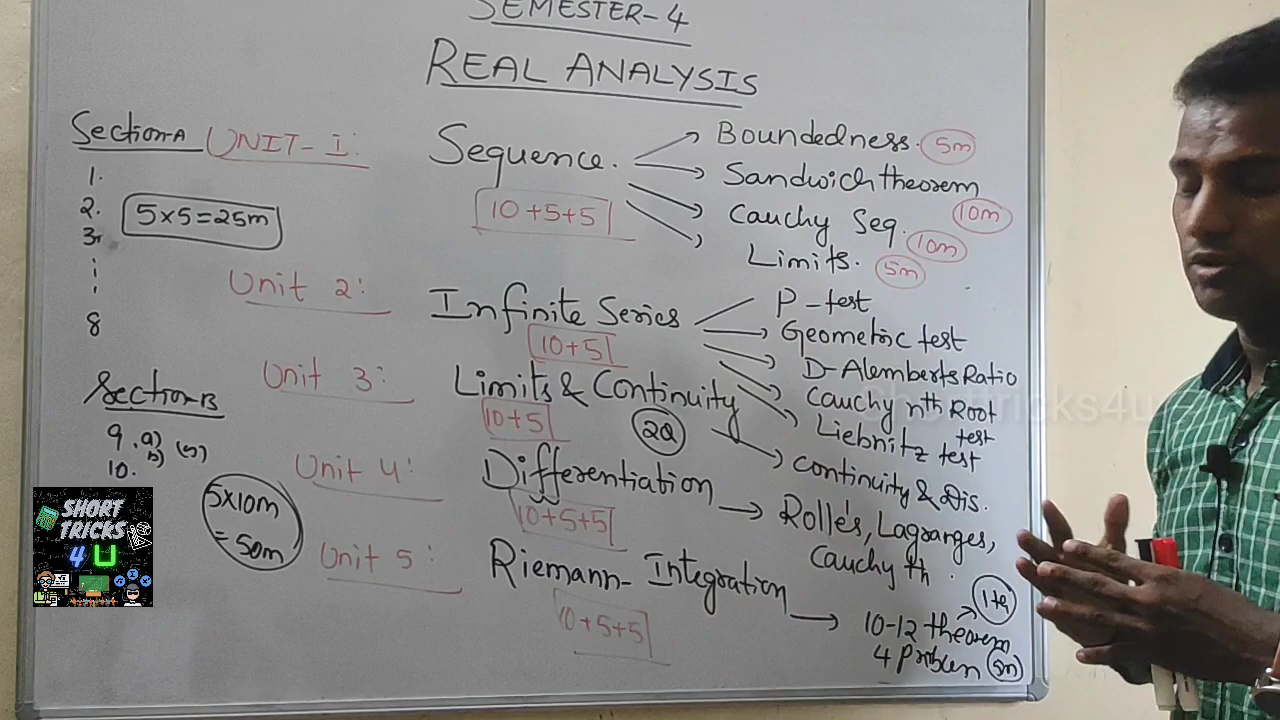 SEMESTER-4
REAL ANALYSIS
Section-A
1.
2.
3.
8
5x5=25m
Section-B
9. a) (or)
b)
10.
5x10m
=50m
UNIT-I:
Sequence.
10+5+5
Boundedness. 5m
Sandwich theorem
10m
Cauchy Seq.
10m
Limits.
5m
Unit 2:
Infinite Series
10+5
P-test
Geometric test
D-Alemberts Ratio
Cauchy nth Root
test
Liebnitz test
Unit 3:
Limits & Continuity
10+5
2Q
continuity & Dis.
Unit 4:
Differentiation
10+5+5
Rolle's, Lagranges,
Cauchy th.
Unit 5:
Riemann-Integration
10+5+5
10-12 theorem
4 Problem 5m
SHORT
TRICKS
4 U